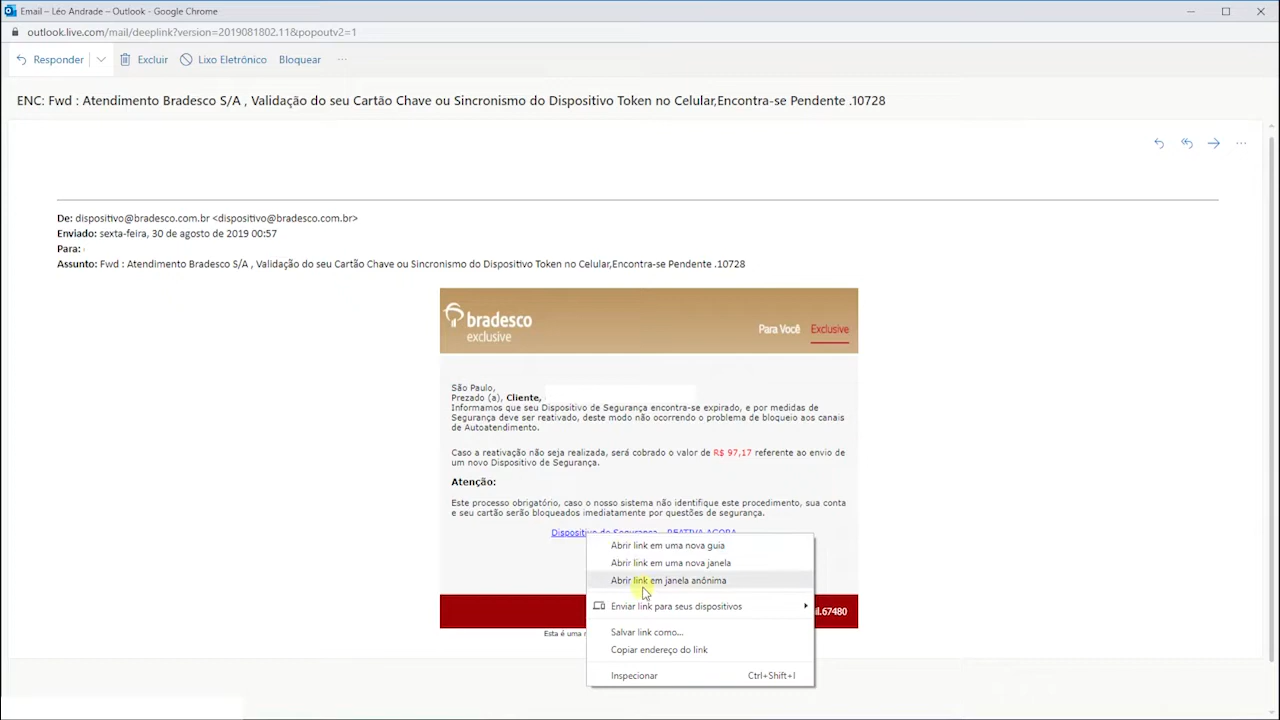 Email – Léo Andrade – Outlook - Google Chrome
outlook.live.com/mail/deeplink?version=2019081802.11&popoutv2=1
Responder
Excluir
Lixo Eletrônico
Bloquear
ENC: Fwd : Atendimento Bradesco S/A , Validação do seu Cartão Chave ou Sincronismo do Dispositivo Token no Celular,Encontra-se Pendente .10728
De: dispositivo@bradesco.com.br <dispositivo@bradesco.com.br>
Enviado: sexta-feira, 30 de agosto de 2019 00:57
Para:
Assunto: Fwd : Atendimento Bradesco S/A , Validação do seu Cartão Chave ou Sincronismo do Dispositivo Token no Celular,Encontra-se Pendente .10728
bradesco
exclusive
Para Você
Exclusive
São Paulo,
Prezado (a), Cliente,
Informamos que seu Dispositivo de Segurança encontra-se expirado, e por medidas de
Segurança deve ser reativado, deste modo não ocorrendo o problema de bloqueio aos canais
de Autoatendimento.
Caso a reativação não seja realizada, será cobrado o valor de R$ 97,17 referente ao envio de
um novo Dispositivo de Segurança.
Atenção:
Este processo obrigatório, caso o nosso sistema não identifique este procedimento, sua conta
e seu cartão serão bloqueados imediatamente por questões de segurança.
Dispositivo de Segurança - REATIVA AGORA
Abrir link em uma nova guia
Abrir link em uma nova janela
Abrir link em janela anônima
Enviar link para seus dispositivos
il.67480
Salvar link como...
Esta é uma
Copiar endereço do link
Inspecionar Ctrl+Shift+I